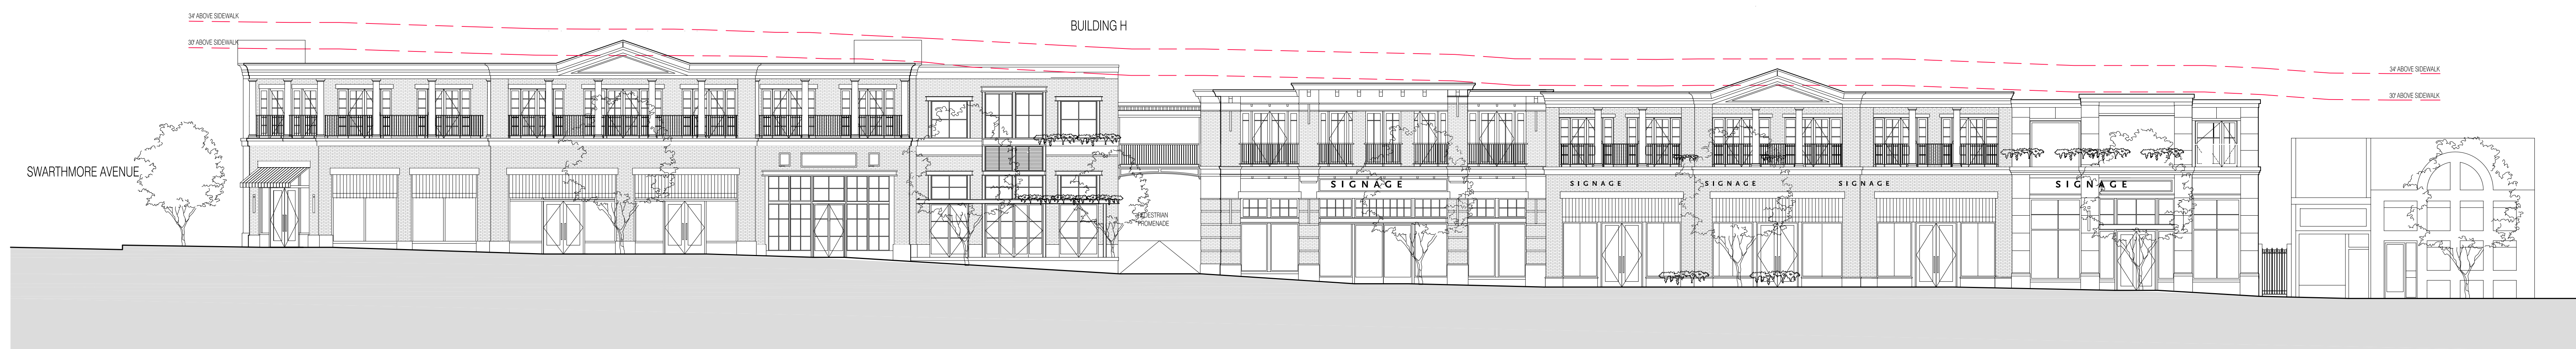 34' ABOVE SIDEWALK
BUILDING H
30' ABOVE SIDEWALK
34' ABOVE SIDEWALK
30' ABOVE SIDEWALK
SWARTHMORE AVENUE
SIGNAGE
SIGNAGE
SIGNAGE
SIGNAGE
SIGNAGE
PEDESTRIAN
PROMENADE